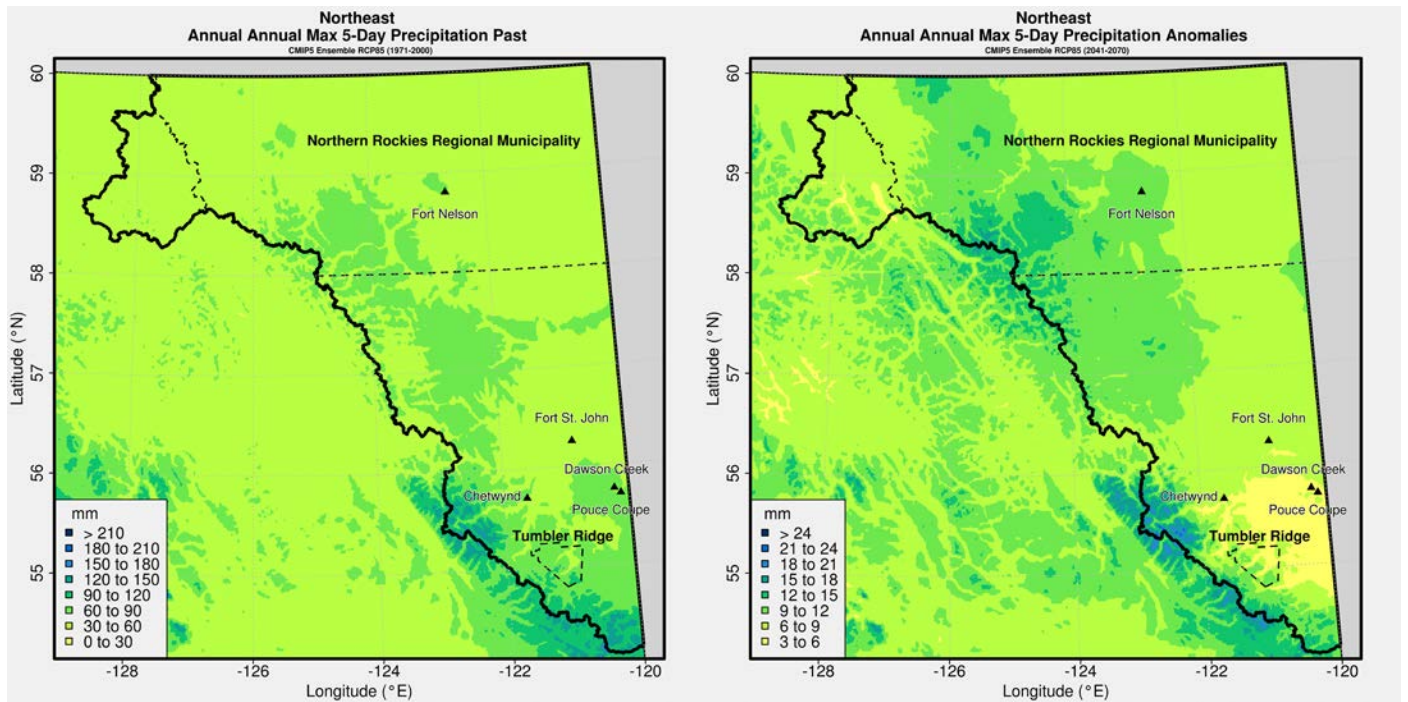 Northeast
Annual Annual Max 5-Day Precipitation Past
CMIP5 Ensemble RCP85 (1971-2000)
60
59
58
57
56
55
Latitude (°N)
Northern Rockies Regional Municipality
Fort Nelson
Fort St. John
Dawson Creek
Chetwynd
Pouce Coupe
Tumbler Ridge
mm
> 210
180 to 210
150 to 180
120 to 150
90 to 120
60 to 90
30 to 60
0 to 30
-128 -126 -124 -122 -120
Longitude (°E)
Northeast
Annual Annual Max 5-Day Precipitation Anomalies
CMIP5 Ensemble RCP85 (2041-2070)
60
59
58
57
56
55
Latitude (°N)
Northern Rockies Regional Municipality
Fort Nelson
Fort St. John
Dawson Creek
Chetwynd
Pouce Coupe
Tumbler Ridge
mm
> 24
21 to 24
18 to 21
15 to 18
12 to 15
9 to 12
6 to 9
3 to 6
-128 -126 -124 -122 -120
Longitude (°E)